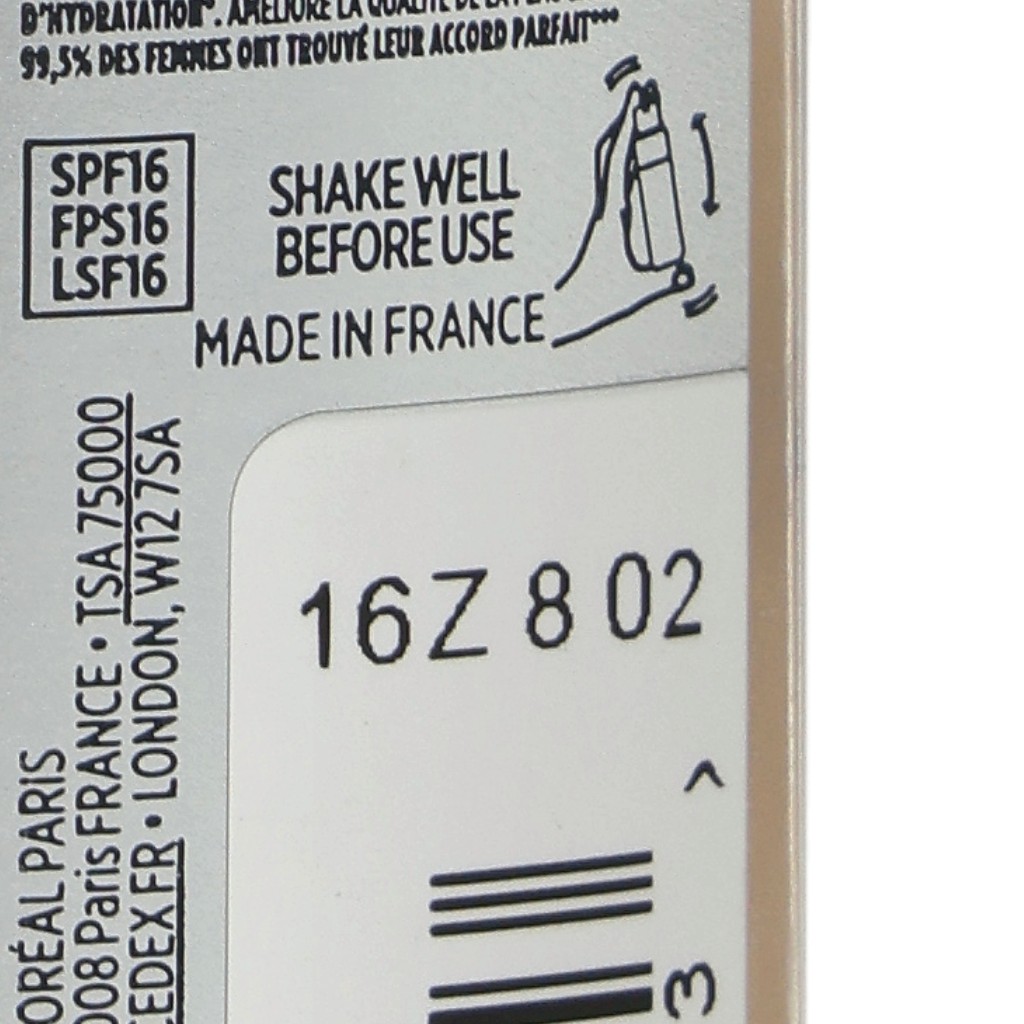 D'HYDRATATION*. AMÉLIORE LA QUALITÉ DE LA
99,5% DES FEMMES ONT TROUVÉ LEUR ACCORD PARFAIT***
SPF16
FPS16
LSF16
SHAKE WELL
BEFORE USE
MADE IN FRANCE
ORÉAL PARIS
008 Paris FRANCE • TSA 75000
CEDEX FR • LONDON, W12 7SA
16Z 8 02
>
3